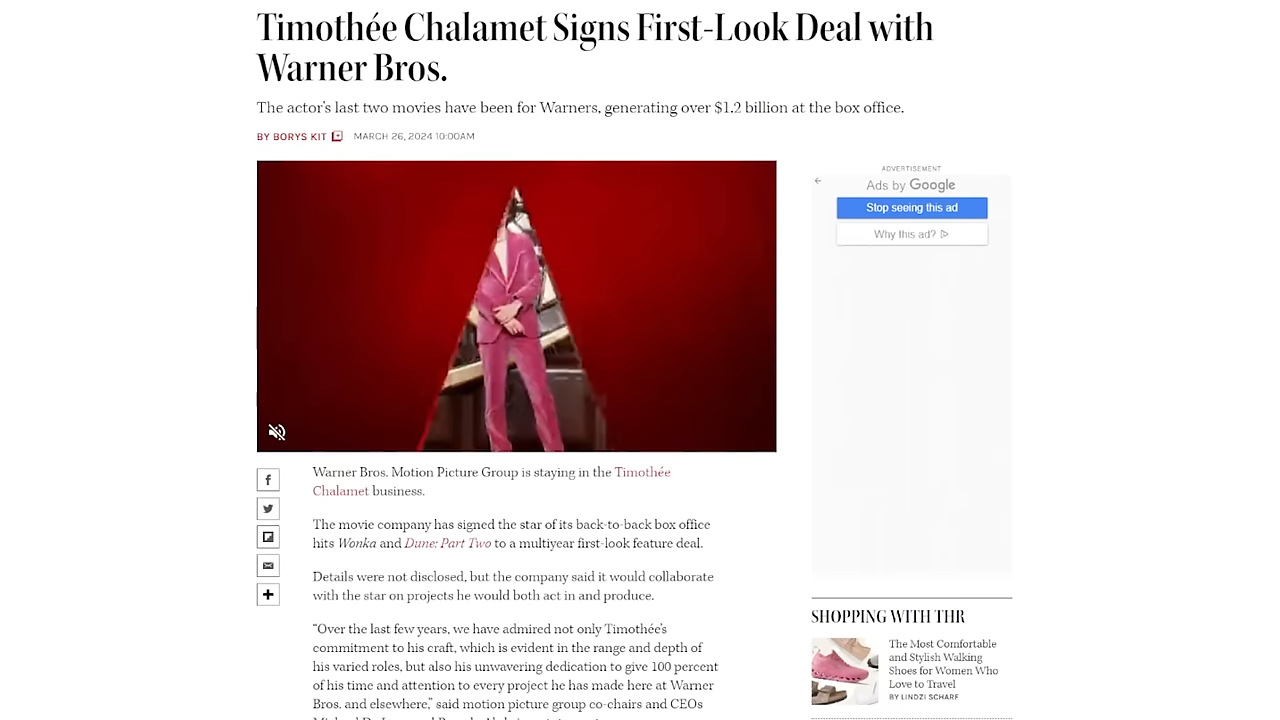 Timothée Chalamet Signs First-Look Deal with
Warner Bros.
The actor's last two movies have been for Warners, generating over $1.2 billion at the box office.
BY BORYS KIT MARCH 26, 2024 10:00AM
ADVERTISEMENT
Ads by Google
Stop seeing this ad
Why this ad?
Warner Bros. Motion Picture Group is staying in the Timothée
Chalamet business.
The movie company has signed the star of its back-to-back box office
hits Wonka and Dune: Part Two to a multiyear first-look feature deal.
Details were not disclosed, but the company said it would collaborate
with the star on projects he would both act in and produce.
“Over the last few years, we have admired not only Timothée's
commitment to his craft, which is evident in the range and depth of
his varied roles, but also his unwavering dedication to give 100 percent
of his time and attention to every project he has made here at Warner
Bros. and elsewhere,” said motion picture group co-chairs and CEOs
SHOPPING WITH THR
The Most Comfortable
and Stylish Walking
Shoes for Women Who
Love to Travel
BY LINDZI SCHARF